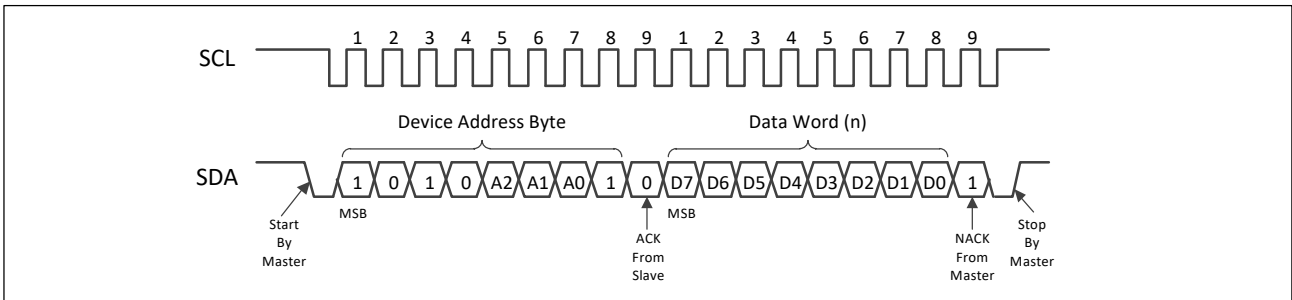 1 2 3 4 5 6 7 8 9 1 2 3 4 5 6 7 8 9
SCL
Device Address Byte Data Word (n)
SDA
1 0 1 0 A2 A1 A0 1 0 D7 D6 D5 D4 D3 D2 D1 D0 1
MSB MSB
Start
By
Master
ACK
From
Slave
NACK
From
Master
Stop
By
Master